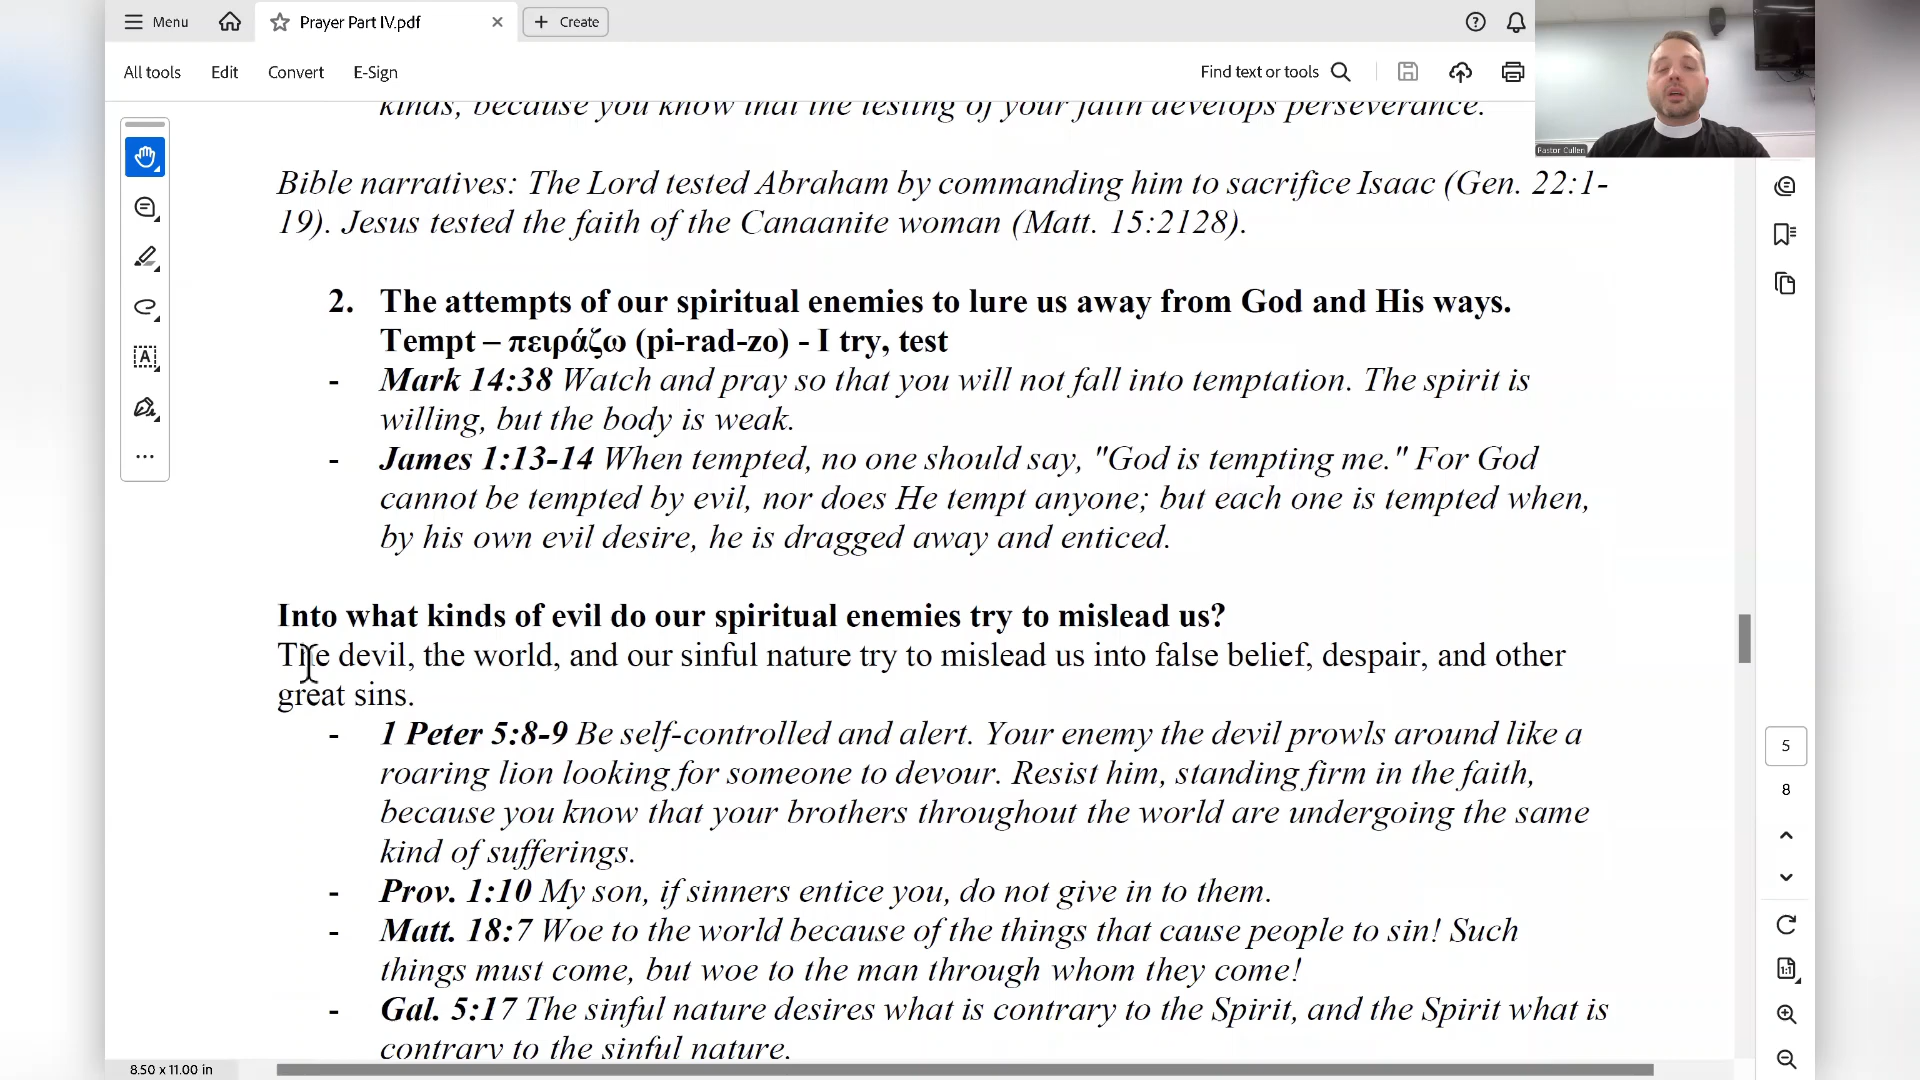 Menu
Prayer Part IV.pdf
Create
All tools
Edit
Convert
E-Sign
Find text or tools
Pastor Cullen
kinds, because you know that the testing of your faith develops perseverance.
Bible narratives: The Lord tested Abraham by commanding him to sacrifice Isaac (Gen. 22:1-
19). Jesus tested the faith of the Canaanite woman (Matt. 15:2128).
2. The attempts of our spiritual enemies to lure us away from God and His ways.
Tempt – πειράζω (pi-rad-zo) - I try, test
- Mark 14:38 Watch and pray so that you will not fall into temptation. The spirit is
willing, but the body is weak.
- James 1:13-14 When tempted, no one should say, "God is tempting me." For God
cannot be tempted by evil, nor does He tempt anyone; but each one is tempted when,
by his own evil desire, he is dragged away and enticed.
Into what kinds of evil do our spiritual enemies try to mislead us?
The devil, the world, and our sinful nature try to mislead us into false belief, despair, and other
great sins.
- 1 Peter 5:8-9 Be self-controlled and alert. Your enemy the devil prowls around like a
roaring lion looking for someone to devour. Resist him, standing firm in the faith,
because you know that your brothers throughout the world are undergoing the same
kind of sufferings.
- Prov. 1:10 My son, if sinners entice you, do not give in to them.
- Matt. 18:7 Woe to the world because of the things that cause people to sin! Such
things must come, but woe to the man through whom they come!
- Gal. 5:17 The sinful nature desires what is contrary to the Spirit, and the Spirit what is
contrary to the sinful nature.
5
8
8.50 x 11.00 in